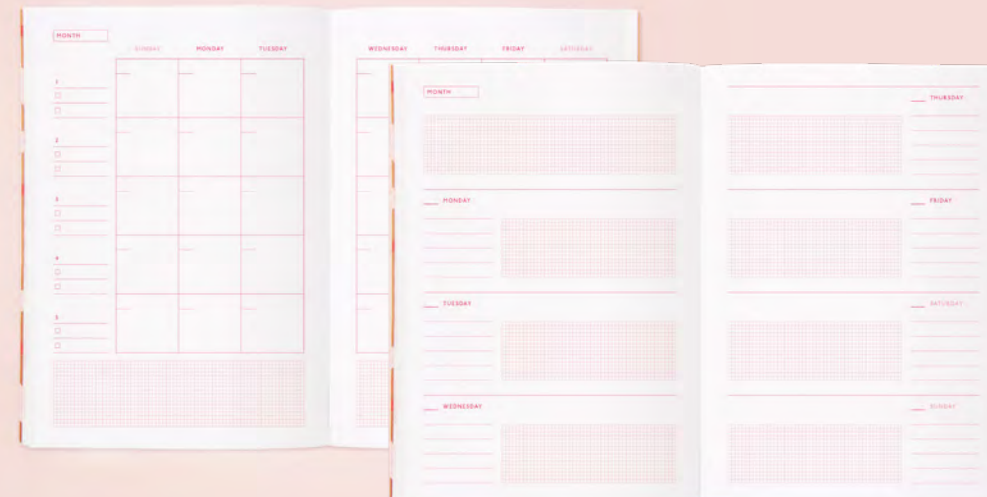 MONTH
SUNDAY MONDAY TUESDAY
WEDNESDAY THURSDAY FRIDAY SATURDAY
1
2
3
4
5
MONTH
THURSDAY
MONDAY
FRIDAY
TUESDAY
SATURDAY
WEDNESDAY
SUNDAY